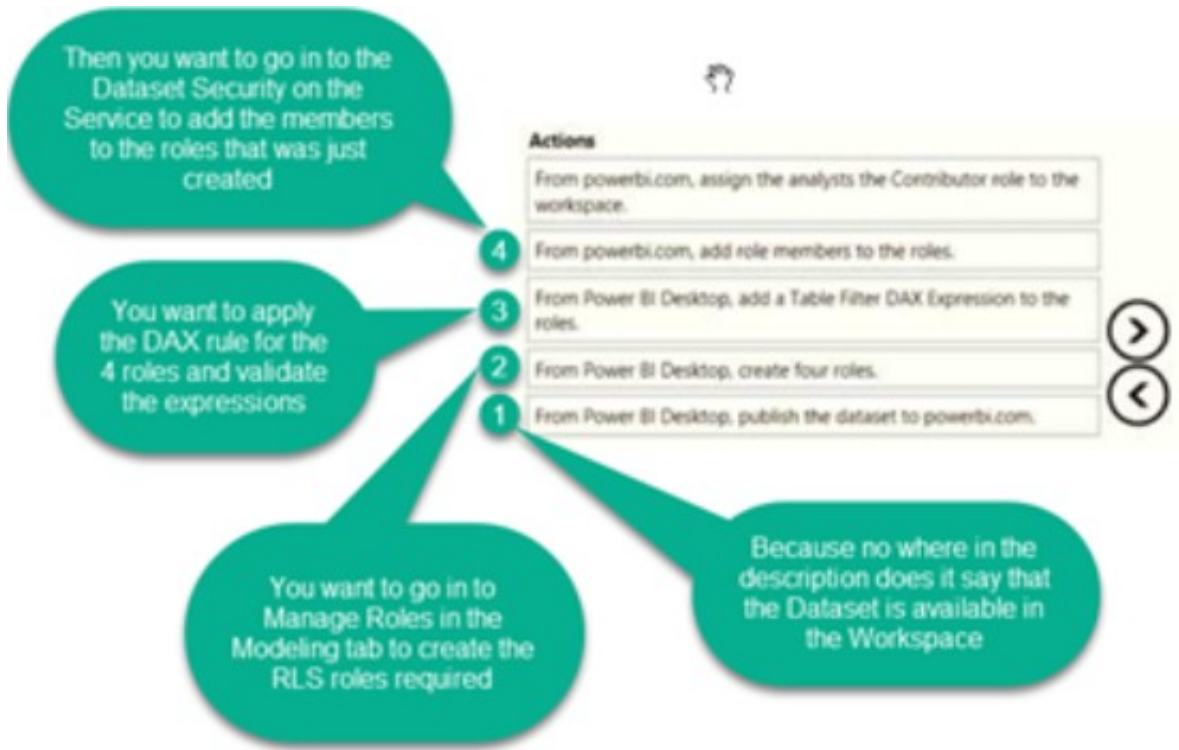 Then you want to go in to the
Dataset Security on the
Service to add the members
to the roles that was just
created
Actions
From powerbi.com, assign the analysts the Contributor role to the
workspace.
4
From powerbi.com, add role members to the roles.
You want to apply
the DAX rule for the
4 roles and validate
the expressions
3
From Power BI Desktop, add a Table Filter DAX Expression to the
roles.
2
From Power BI Desktop, create four roles.
1
From Power BI Desktop, publish the dataset to powerbi.com.
You want to go in to
Manage Roles in the
Modeling tab to create the
RLS roles required
Because no where in the
description does it say that
the Dataset is available in
the Workspace